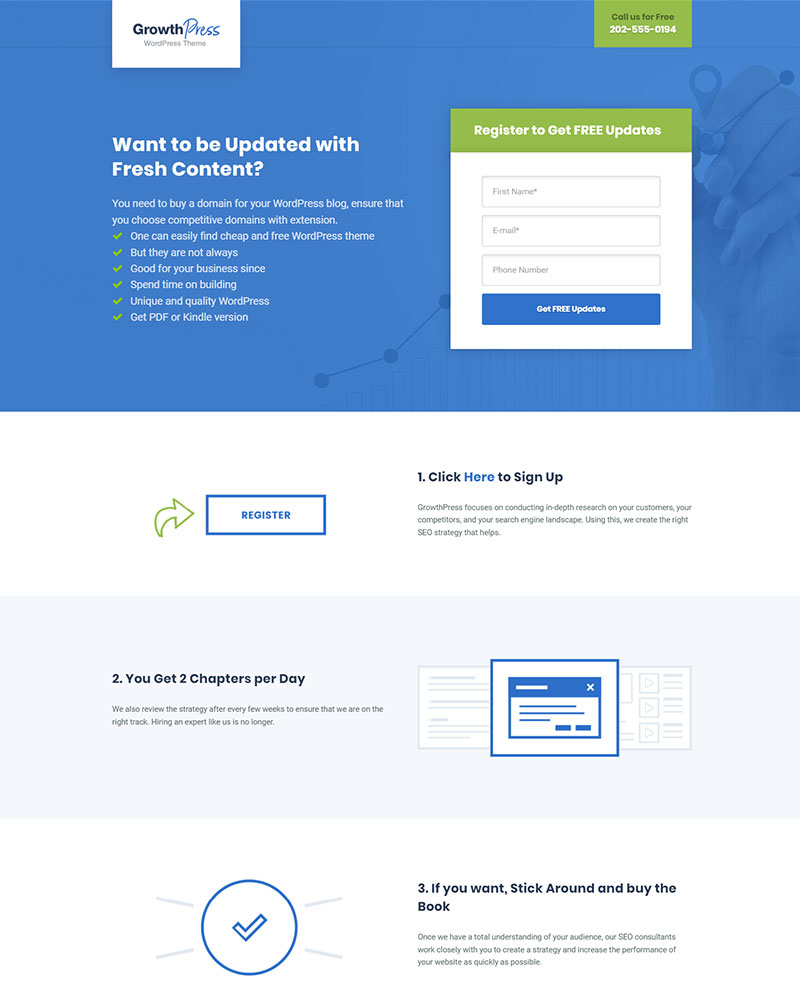 GrowthPress
WordPress Theme
Call us for Free
202-555-0194
Want to be Updated with
Fresh Content?
You need to buy a domain for your WordPress blog, ensure that
you choose competitive domains with extension.
One can easily find cheap and free WordPress theme
But they are not always
Good for your business since
Spend time on building
Unique and quality WordPress
Get PDF or Kindle version
Register to Get FREE Updates
First Name*
E-mail*
Phone Number
Get FREE Updates
REGISTER
1. Click Here to Sign Up
GrowthPress focuses on conducting in-depth research on your customers, your
competitors, and your search engine landscape. Using this, we create the right
SEO strategy that helps.
2. You Get 2 Chapters per Day
We also review the strategy after every few weeks to ensure that we are on the
right track. Hiring an expert like us is no longer.
3. If you want, Stick Around and buy the
Book
Once we have a total understanding of your audience, our SEO consultants
work closely with you to create a strategy and increase the performance of
your website as quickly as possible.